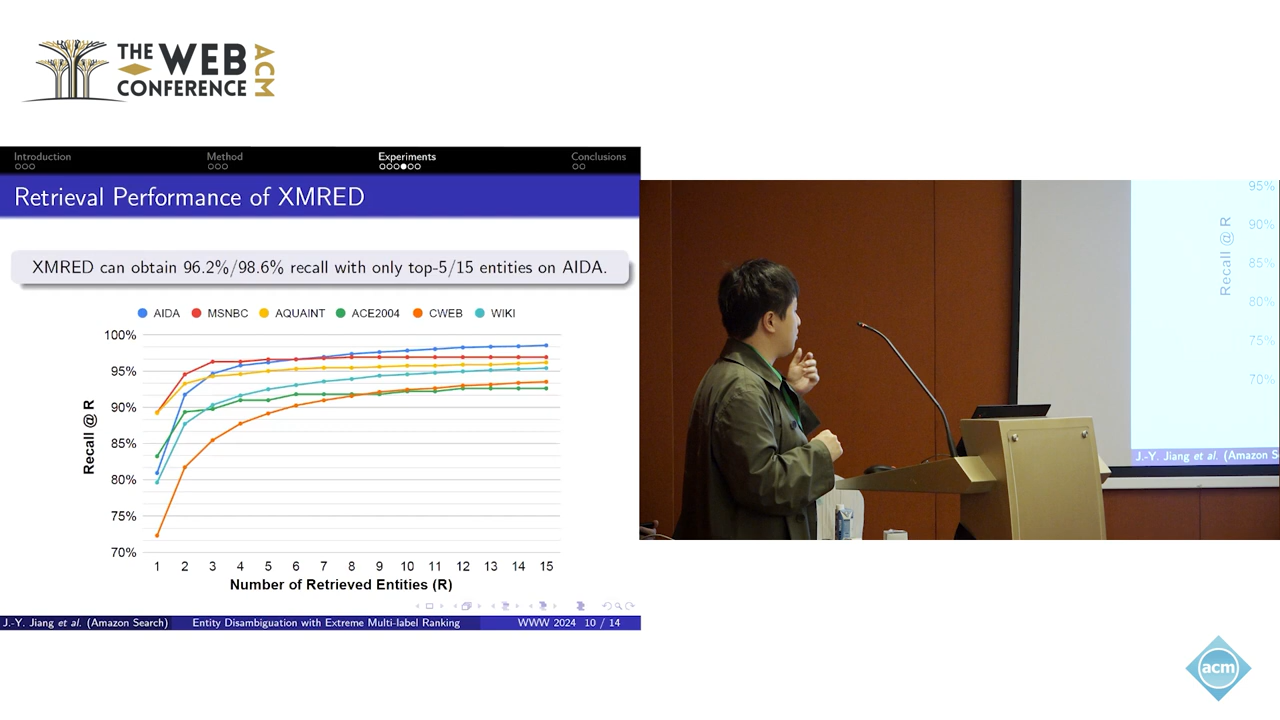 THE WEB
CONFERENCE
ACM
Introduction Method Experiments Conclusions
Retrieval Performance of XMRED
XMRED can obtain 96.2%/98.6% recall with only top-5/15 entities on AIDA.
AIDA MSNBC AQUAINT ACE2004 CWEB WIKI
100%
95%
90%
85%
80%
75%
70%
Recall @ R
1 2 3 4 5 6 7 8 9 10 11 12 13 14 15
Number of Retrieved Entities (R)
J.-Y. Jiang et al. (Amazon Search) Entity Disambiguation with Extreme Multi-label Ranking WWW 2024 10 / 14
95%
90%
85%
80%
75%
70%
Recall @ R
J.-Y. Jiang et al. (Amazon S
acm